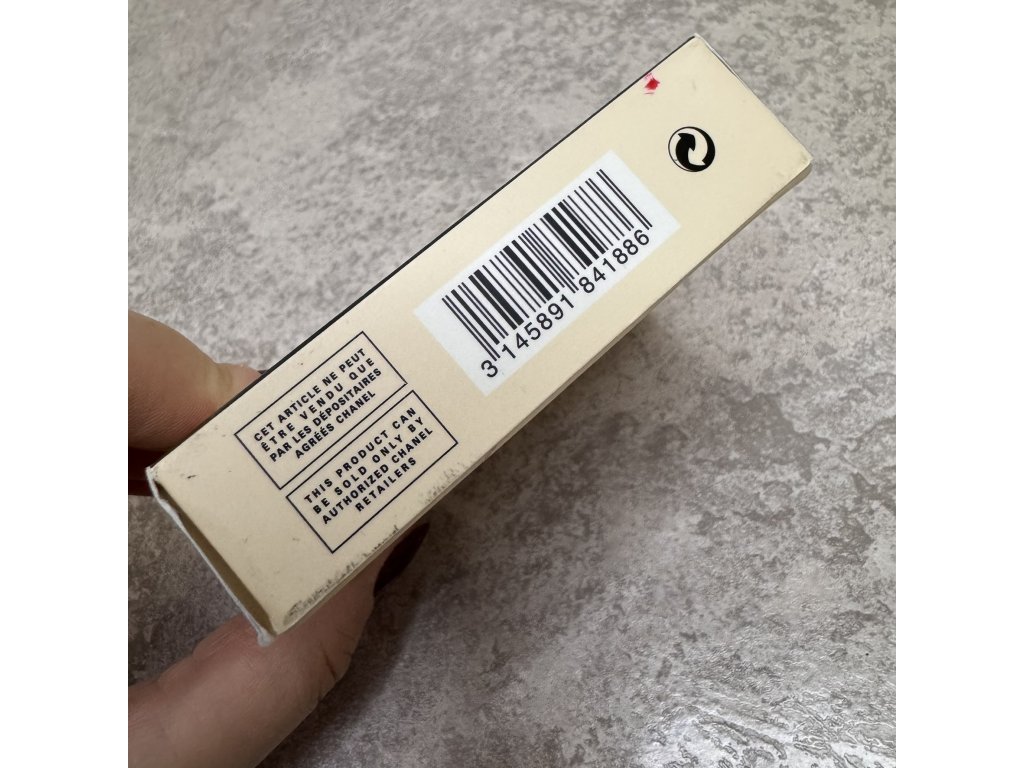 CET ARTICLE NE PEUT
ÊTRE VENDU QUE
PAR LES DÉPOSITAIRES
AGRÉÉS CHANEL
THIS PRODUCT CAN
BE SOLD ONLY BY
AUTHORIZED CHANEL
RETAILERS
3 145891 841886